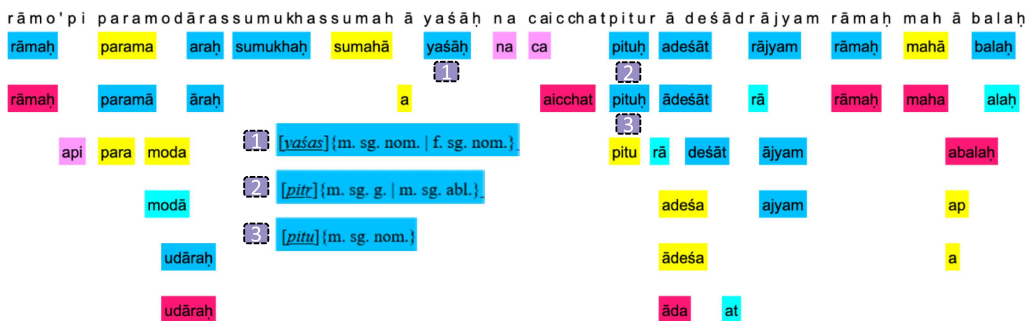 rāmo'pi paramodārassumukhassumah ā yaśāḥ na caicchatpitur ā deśādrājyam rāmaḥ mah ā balaḥ
rāmaḥ parama araḥ sumukhaḥ sumahā yaśāḥ na ca pituḥ adeśāt rājyam rāmaḥ mahā balaḥ
1 2
rāmaḥ paramā āraḥ a aicchat pituḥ ādeśāt rā rāmaḥ maha alaḥ
3
api para moda 1 [yaśas]{m. sg. nom. | f. sg. nom.} pitu rā deśāt ājyam abalaḥ
modā 2 [pitṛ]{m. sg. g. | m. sg. abl.} adeśa ajyam ap
udāraḥ 3 [pitu]{m. sg. nom.} ādeśa a
udāraḥ āda at